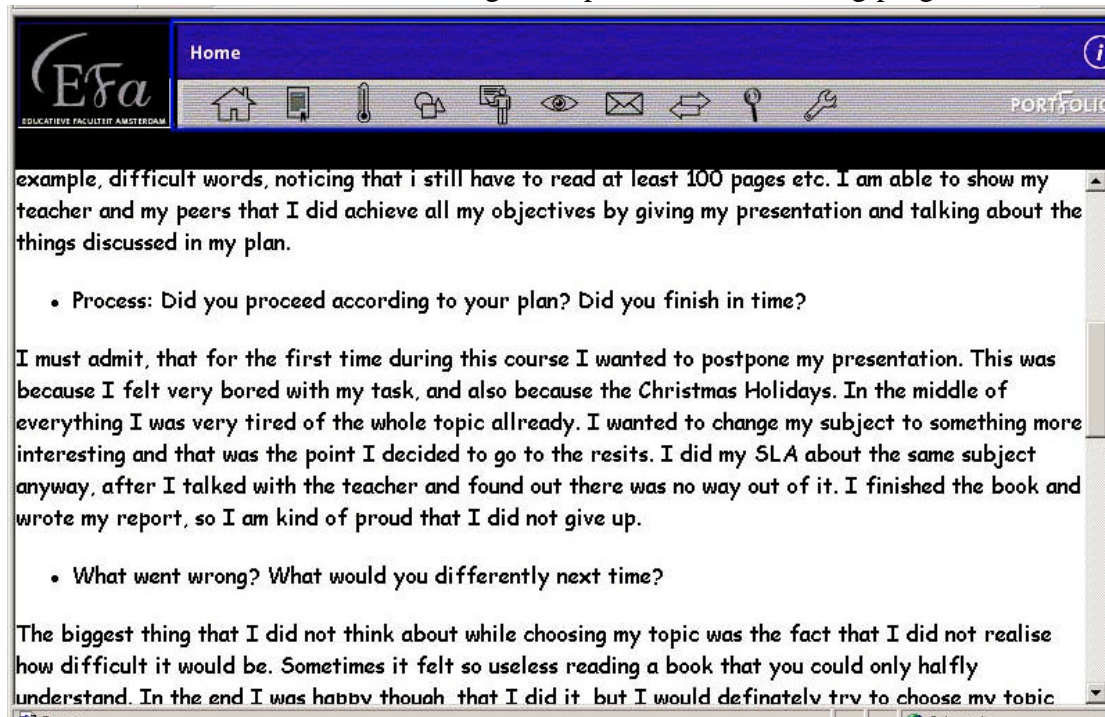 Home
i
EFa
EDUCATIEVE FACULTEIT AMSTERDAM
PORTFOLIO
example, difficult words, noticing that i still have to read at least 100 pages etc. I am able to show my
teacher and my peers that I did achieve all my objectives by giving my presentation and talking about the
things discussed in my plan.
• Process: Did you proceed according to your plan? Did you finish in time?
I must admit, that for the first time during this course I wanted to postpone my presentation. This was
because I felt very bored with my task, and also because the Christmas Holidays. In the middle of
everything I was very tired of the whole topic allready. I wanted to change my subject to something more
interesting and that was the point I decided to go to the resits. I did my SLA about the same subject
anyway, after I talked with the teacher and found out there was no way out of it. I finished the book and
wrote my report, so I am kind of proud that I did not give up.
• What went wrong? What would you differently next time?
The biggest thing that I did not think about while choosing my topic was the fact that I did not realise
how difficult it would be. Sometimes it felt so useless reading a book that you could only halfly
understand. In the end I was happy though, that I did it, but I would definately try to choose my topic